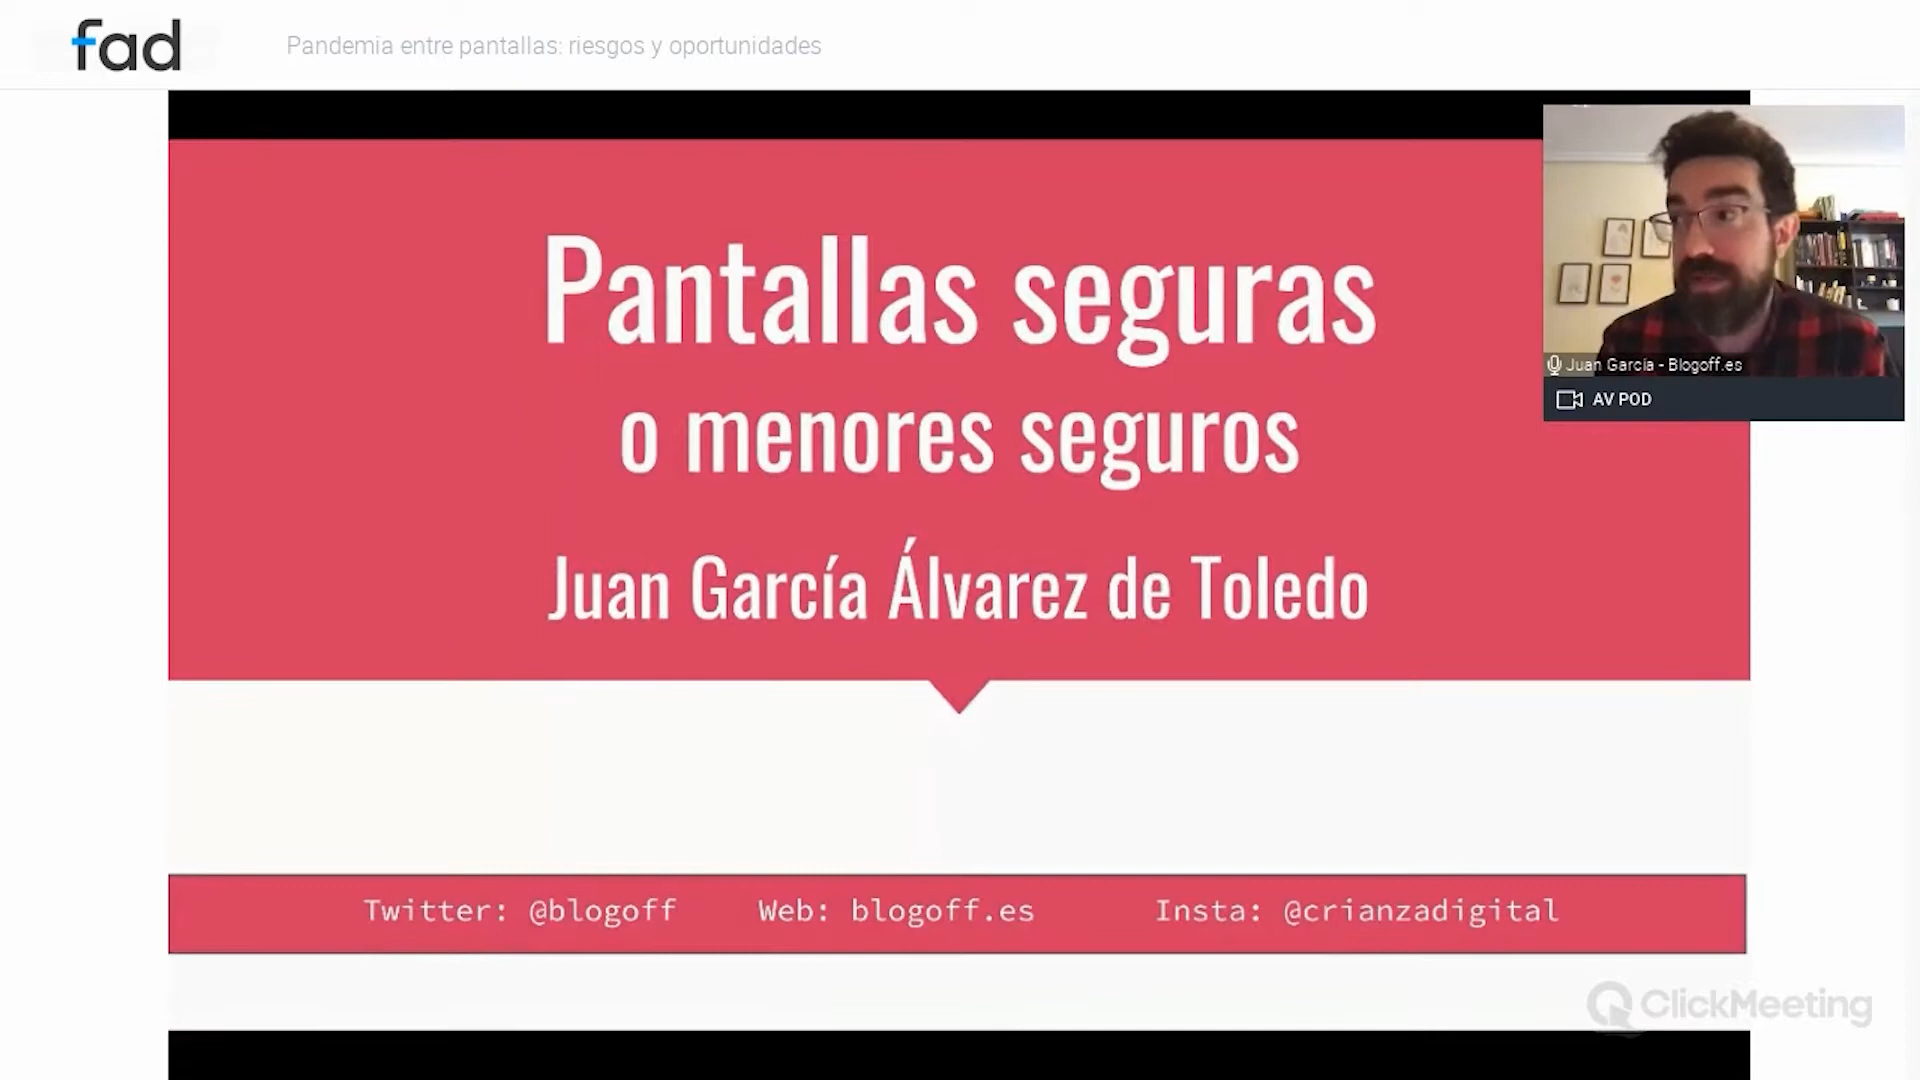 fad
Pandemia entre pantallas: riesgos y oportunidades
Pantallas seguras
o menores seguros
Juan García Álvarez de Toledo
Juan García - Blogoff.es
AV POD
Twitter: @blogoff Web: blogoff.es Insta: @crianzadigital
ClickMeeting